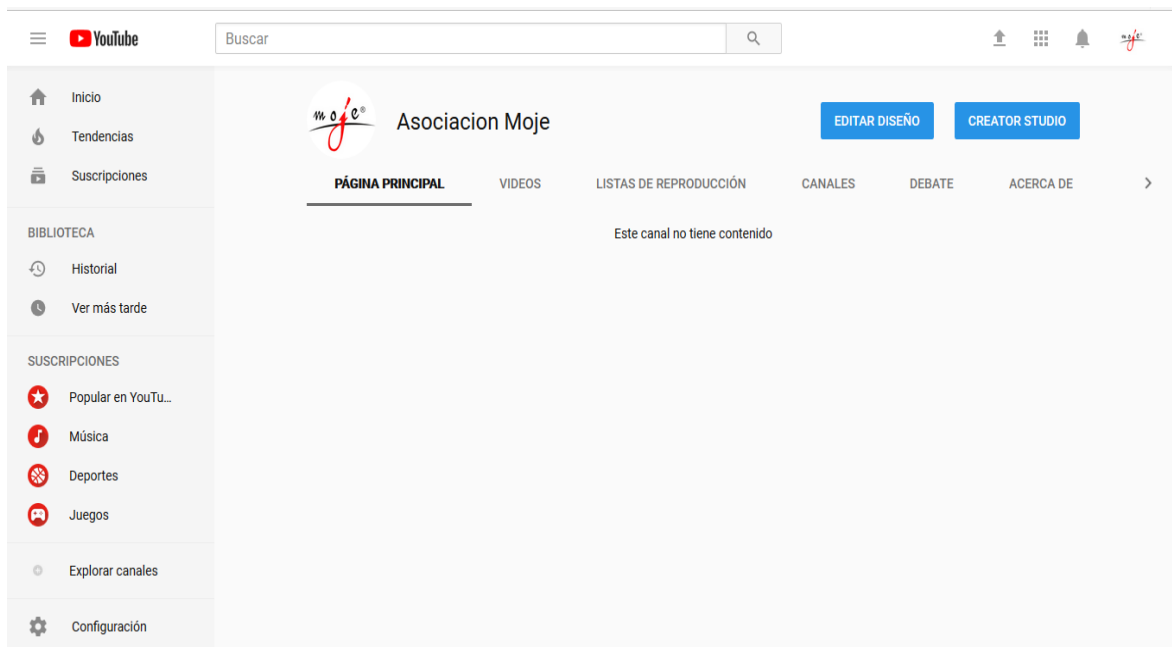 YouTube
Buscar
moje
Inicio
Tendencias
Suscripciones
BIBLIOTECA
Historial
Ver más tarde
SUSCRIPCIONES
Popular en YouTu...
Música
Deportes
Juegos
Explorar canales
Configuración
moje®
Asociacion Moje
EDITAR DISEÑO
CREATOR STUDIO
PÁGINA PRINCIPAL
VIDEOS
LISTAS DE REPRODUCCIÓN
CANALES
DEBATE
ACERCA DE
Este canal no tiene contenido